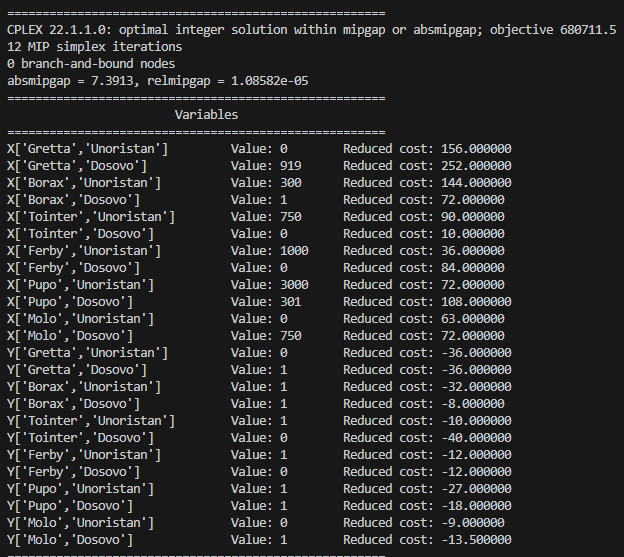 ======================================================
CPLEX 22.1.1.0: optimal integer solution within mipgap or absmipgap; objective 680711.5
12 MIP simplex iterations
0 branch-and-bound nodes
absmipgap = 7.3913, relmipgap = 1.08582e-05
======================================================
Variables
======================================================
X['Gretta','Unoristan'] Value: 0 Reduced cost: 156.000000
X['Gretta','Dosovo'] Value: 919 Reduced cost: 252.000000
X['Borax','Unoristan'] Value: 300 Reduced cost: 144.000000
X['Borax','Dosovo'] Value: 1 Reduced cost: 72.000000
X['Tointer','Unoristan'] Value: 750 Reduced cost: 90.000000
X['Tointer','Dosovo'] Value: 0 Reduced cost: 10.000000
X['Ferby','Unoristan'] Value: 1000 Reduced cost: 36.000000
X['Ferby','Dosovo'] Value: 0 Reduced cost: 84.000000
X['Pupo','Unoristan'] Value: 3000 Reduced cost: 72.000000
X['Pupo','Dosovo'] Value: 301 Reduced cost: 108.000000
X['Molo','Unoristan'] Value: 0 Reduced cost: 63.000000
X['Molo','Dosovo'] Value: 750 Reduced cost: 72.000000
Y['Gretta','Unoristan'] Value: 0 Reduced cost: -36.000000
Y['Gretta','Dosovo'] Value: 1 Reduced cost: -36.000000
Y['Borax','Unoristan'] Value: 1 Reduced cost: -32.000000
Y['Borax','Dosovo'] Value: 1 Reduced cost: -8.000000
Y['Tointer','Unoristan'] Value: 1 Reduced cost: -10.000000
Y['Tointer','Dosovo'] Value: 0 Reduced cost: -40.000000
Y['Ferby','Unoristan'] Value: 1 Reduced cost: -12.000000
Y['Ferby','Dosovo'] Value: 0 Reduced cost: -12.000000
Y['Pupo','Unoristan'] Value: 1 Reduced cost: -27.000000
Y['Pupo','Dosovo'] Value: 1 Reduced cost: -18.000000
Y['Molo','Unoristan'] Value: 0 Reduced cost: -9.000000
Y['Molo','Dosovo'] Value: 1 Reduced cost: -13.500000
======================================================